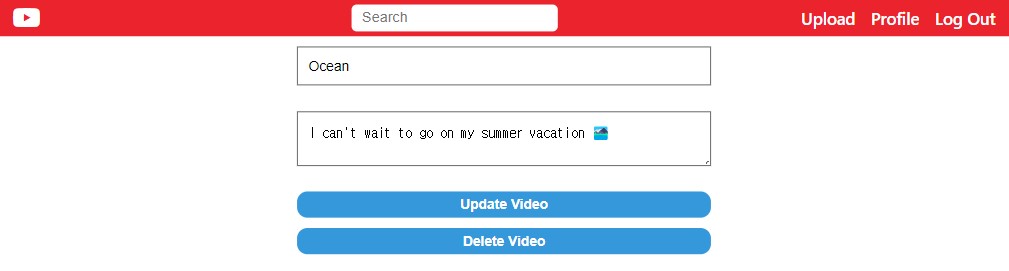 Search
Upload Profile Log Out
Ocean
I can't wait to go on my summer vacation 🏞️
Update Video
Delete Video